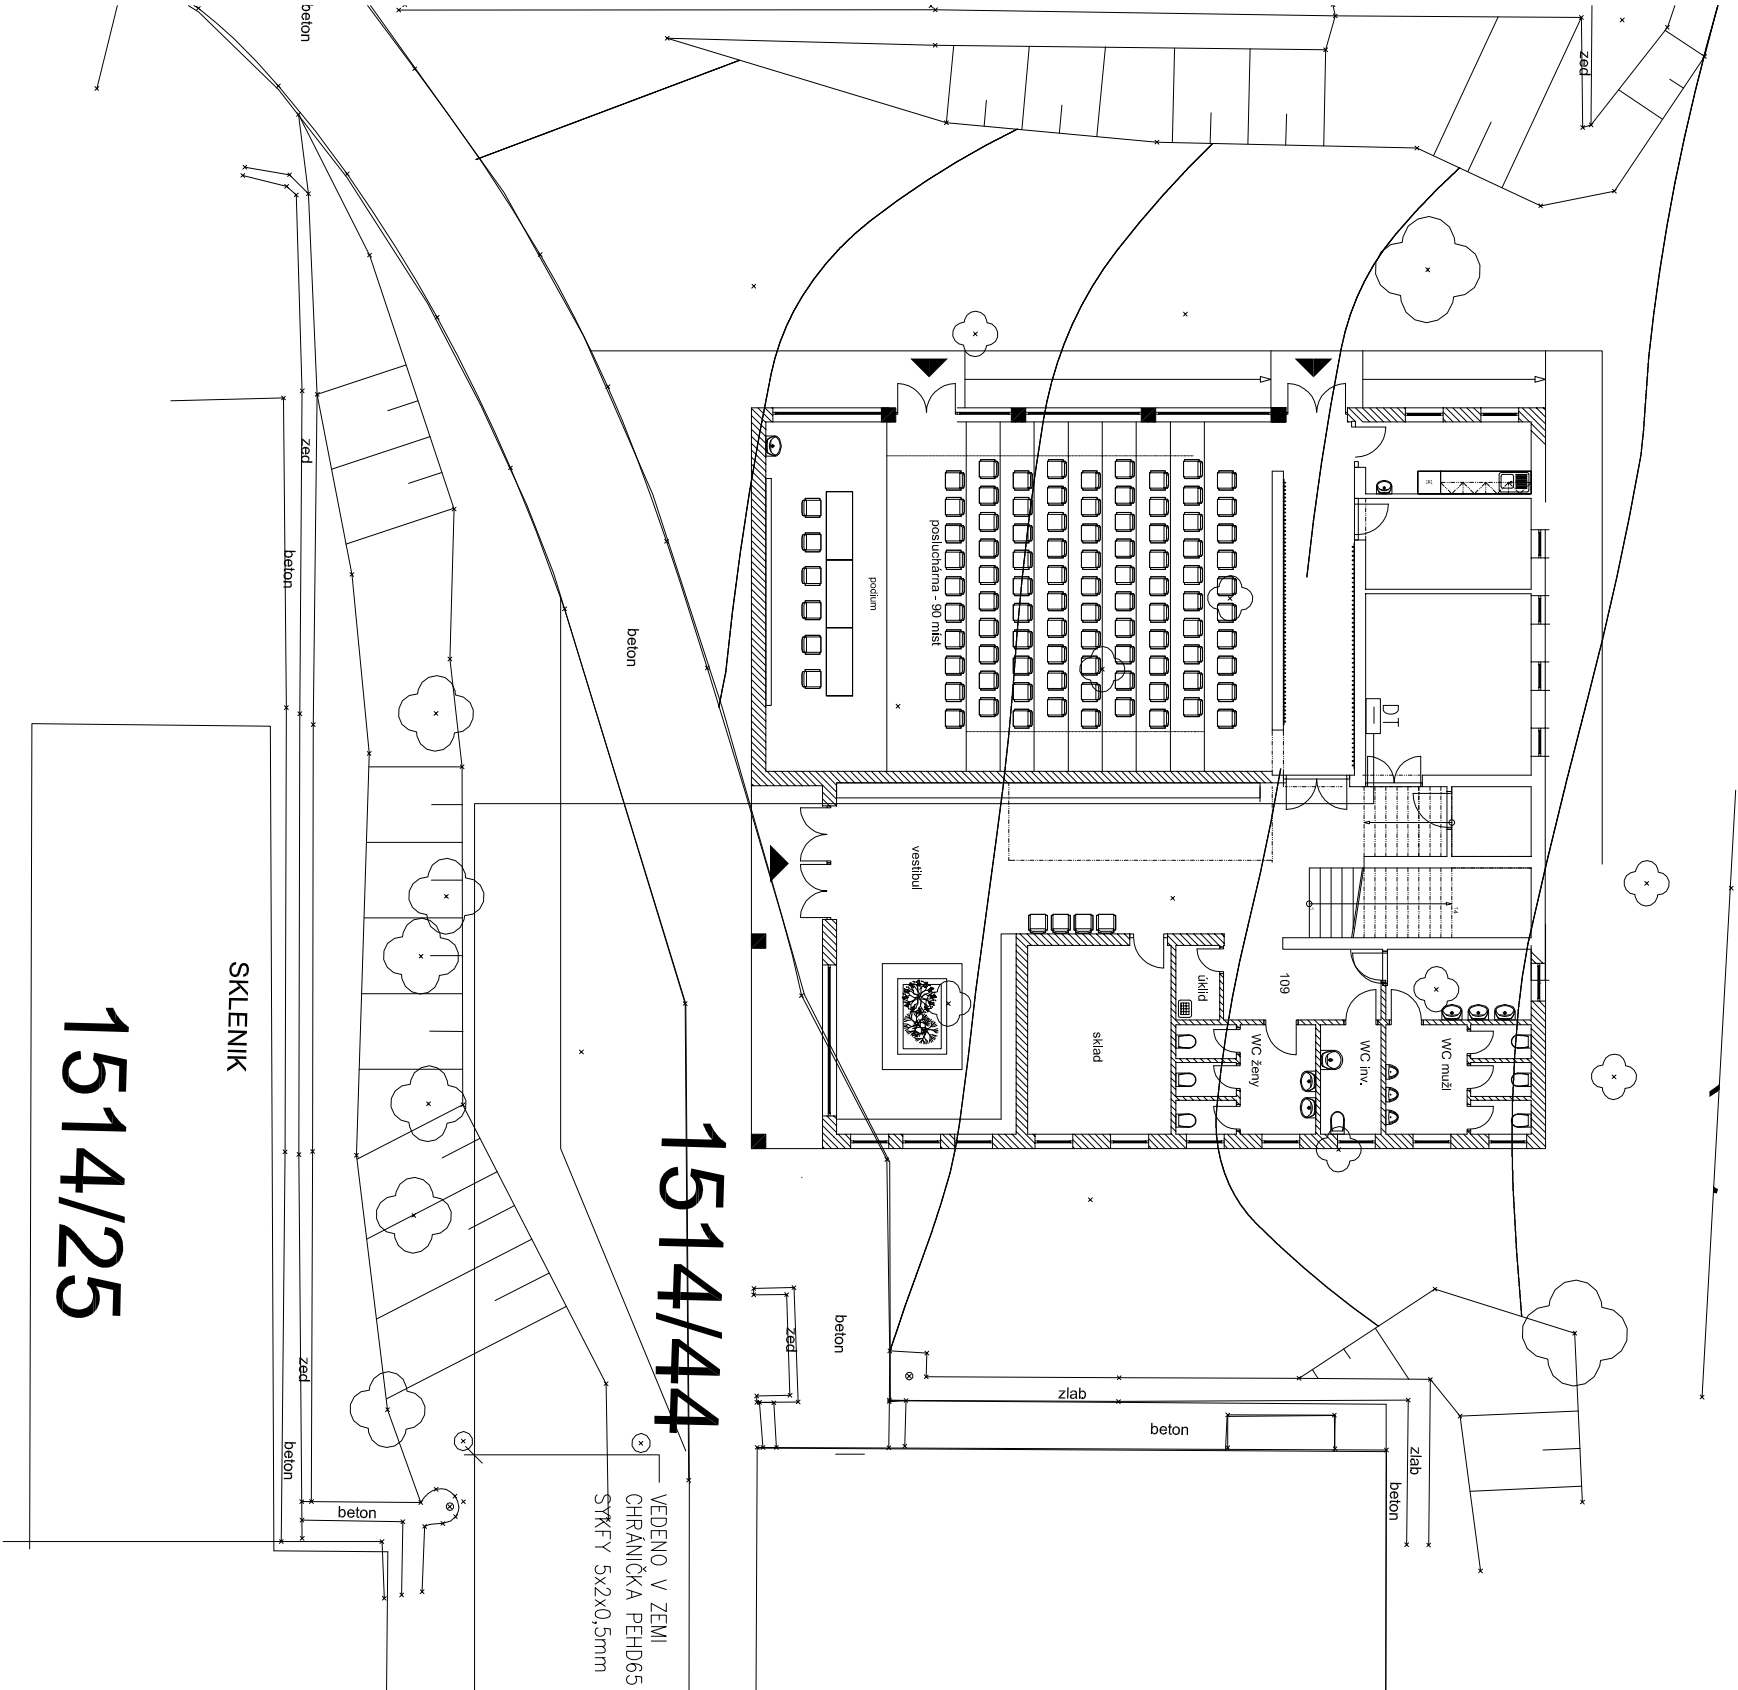 beton
zed
zed
beton
beton
podium
posluchárna - 90 míst
DT
vestibul
úklid
109
sklad
WC ženy
WC inv.
WC muži
SKLENIK
1514/25
1514/44
zed
beton
zlab
beton
zlab
beton
zed
beton
beton
VEDENO V ZEMI
CHRÁNIČKA PEHD65
SYKFY 5x2x0,5mm